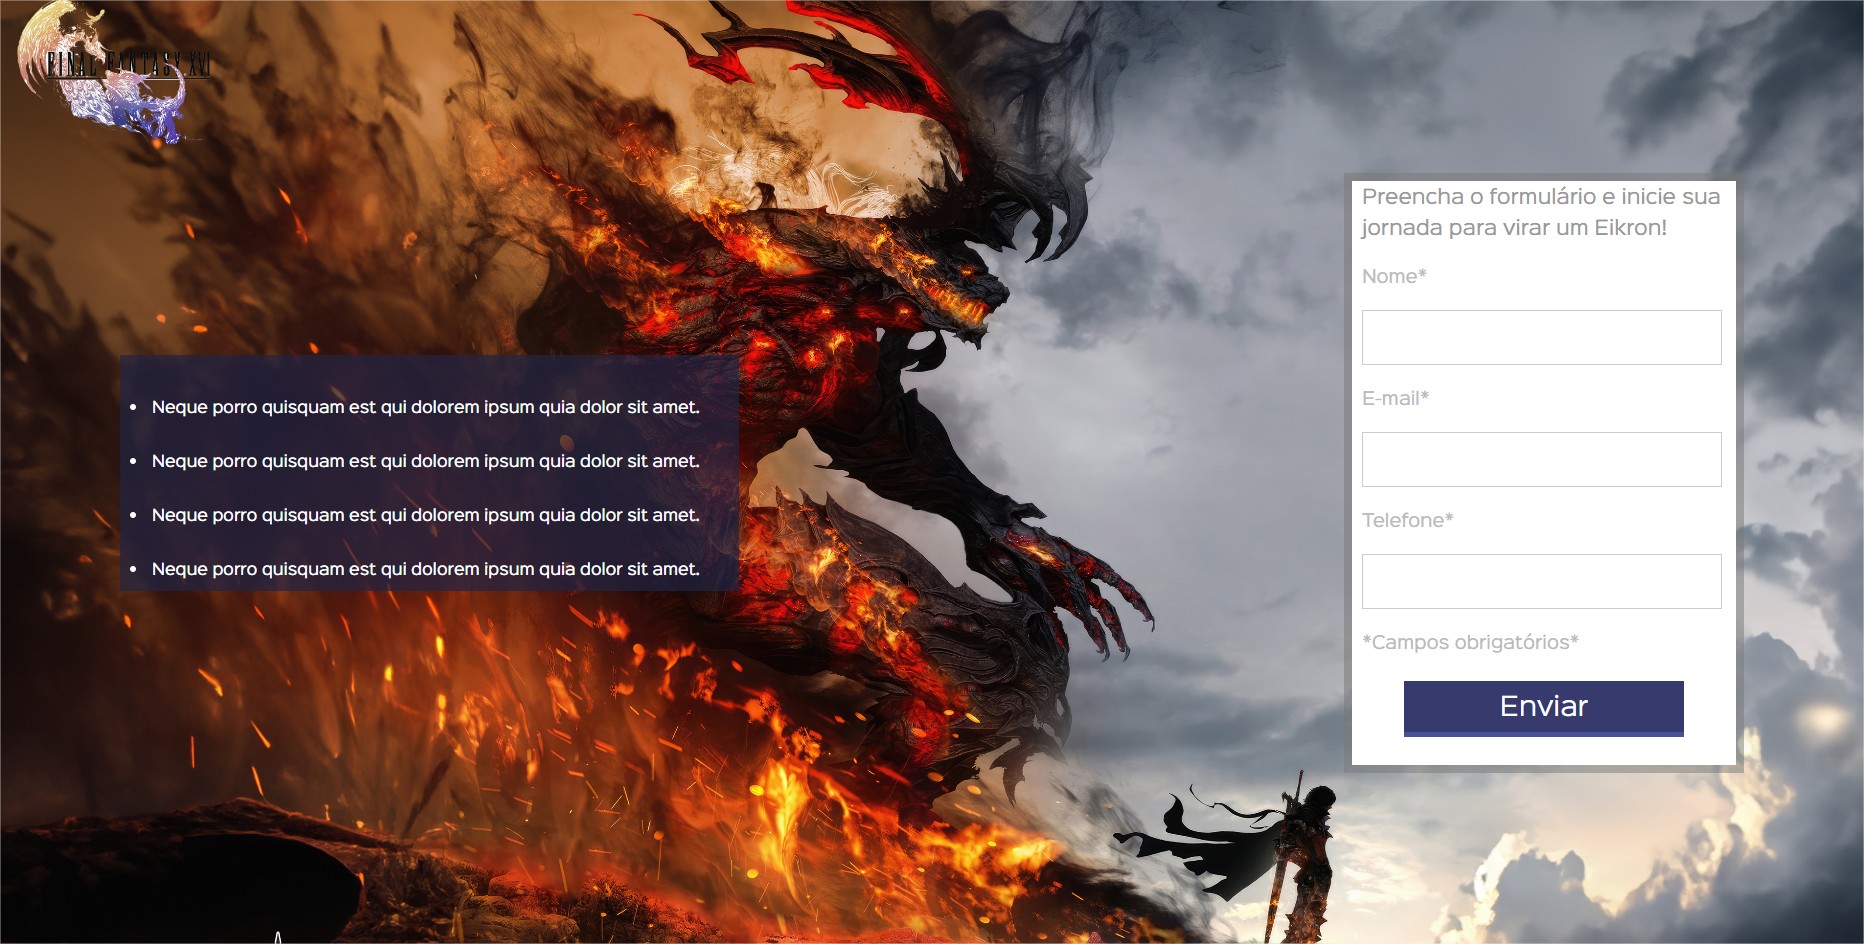 FINAL FANTASY XVI
Preencha o formulário e inicie sua
jornada para virar um Eikron!
Nome*
E-mail*
Telefone*
*Campos obrigatórios*
Enviar
• Neque porro quisquam est qui dolorem ipsum quia dolor sit amet.
• Neque porro quisquam est qui dolorem ipsum quia dolor sit amet.
• Neque porro quisquam est qui dolorem ipsum quia dolor sit amet.
• Neque porro quisquam est qui dolorem ipsum quia dolor sit amet.